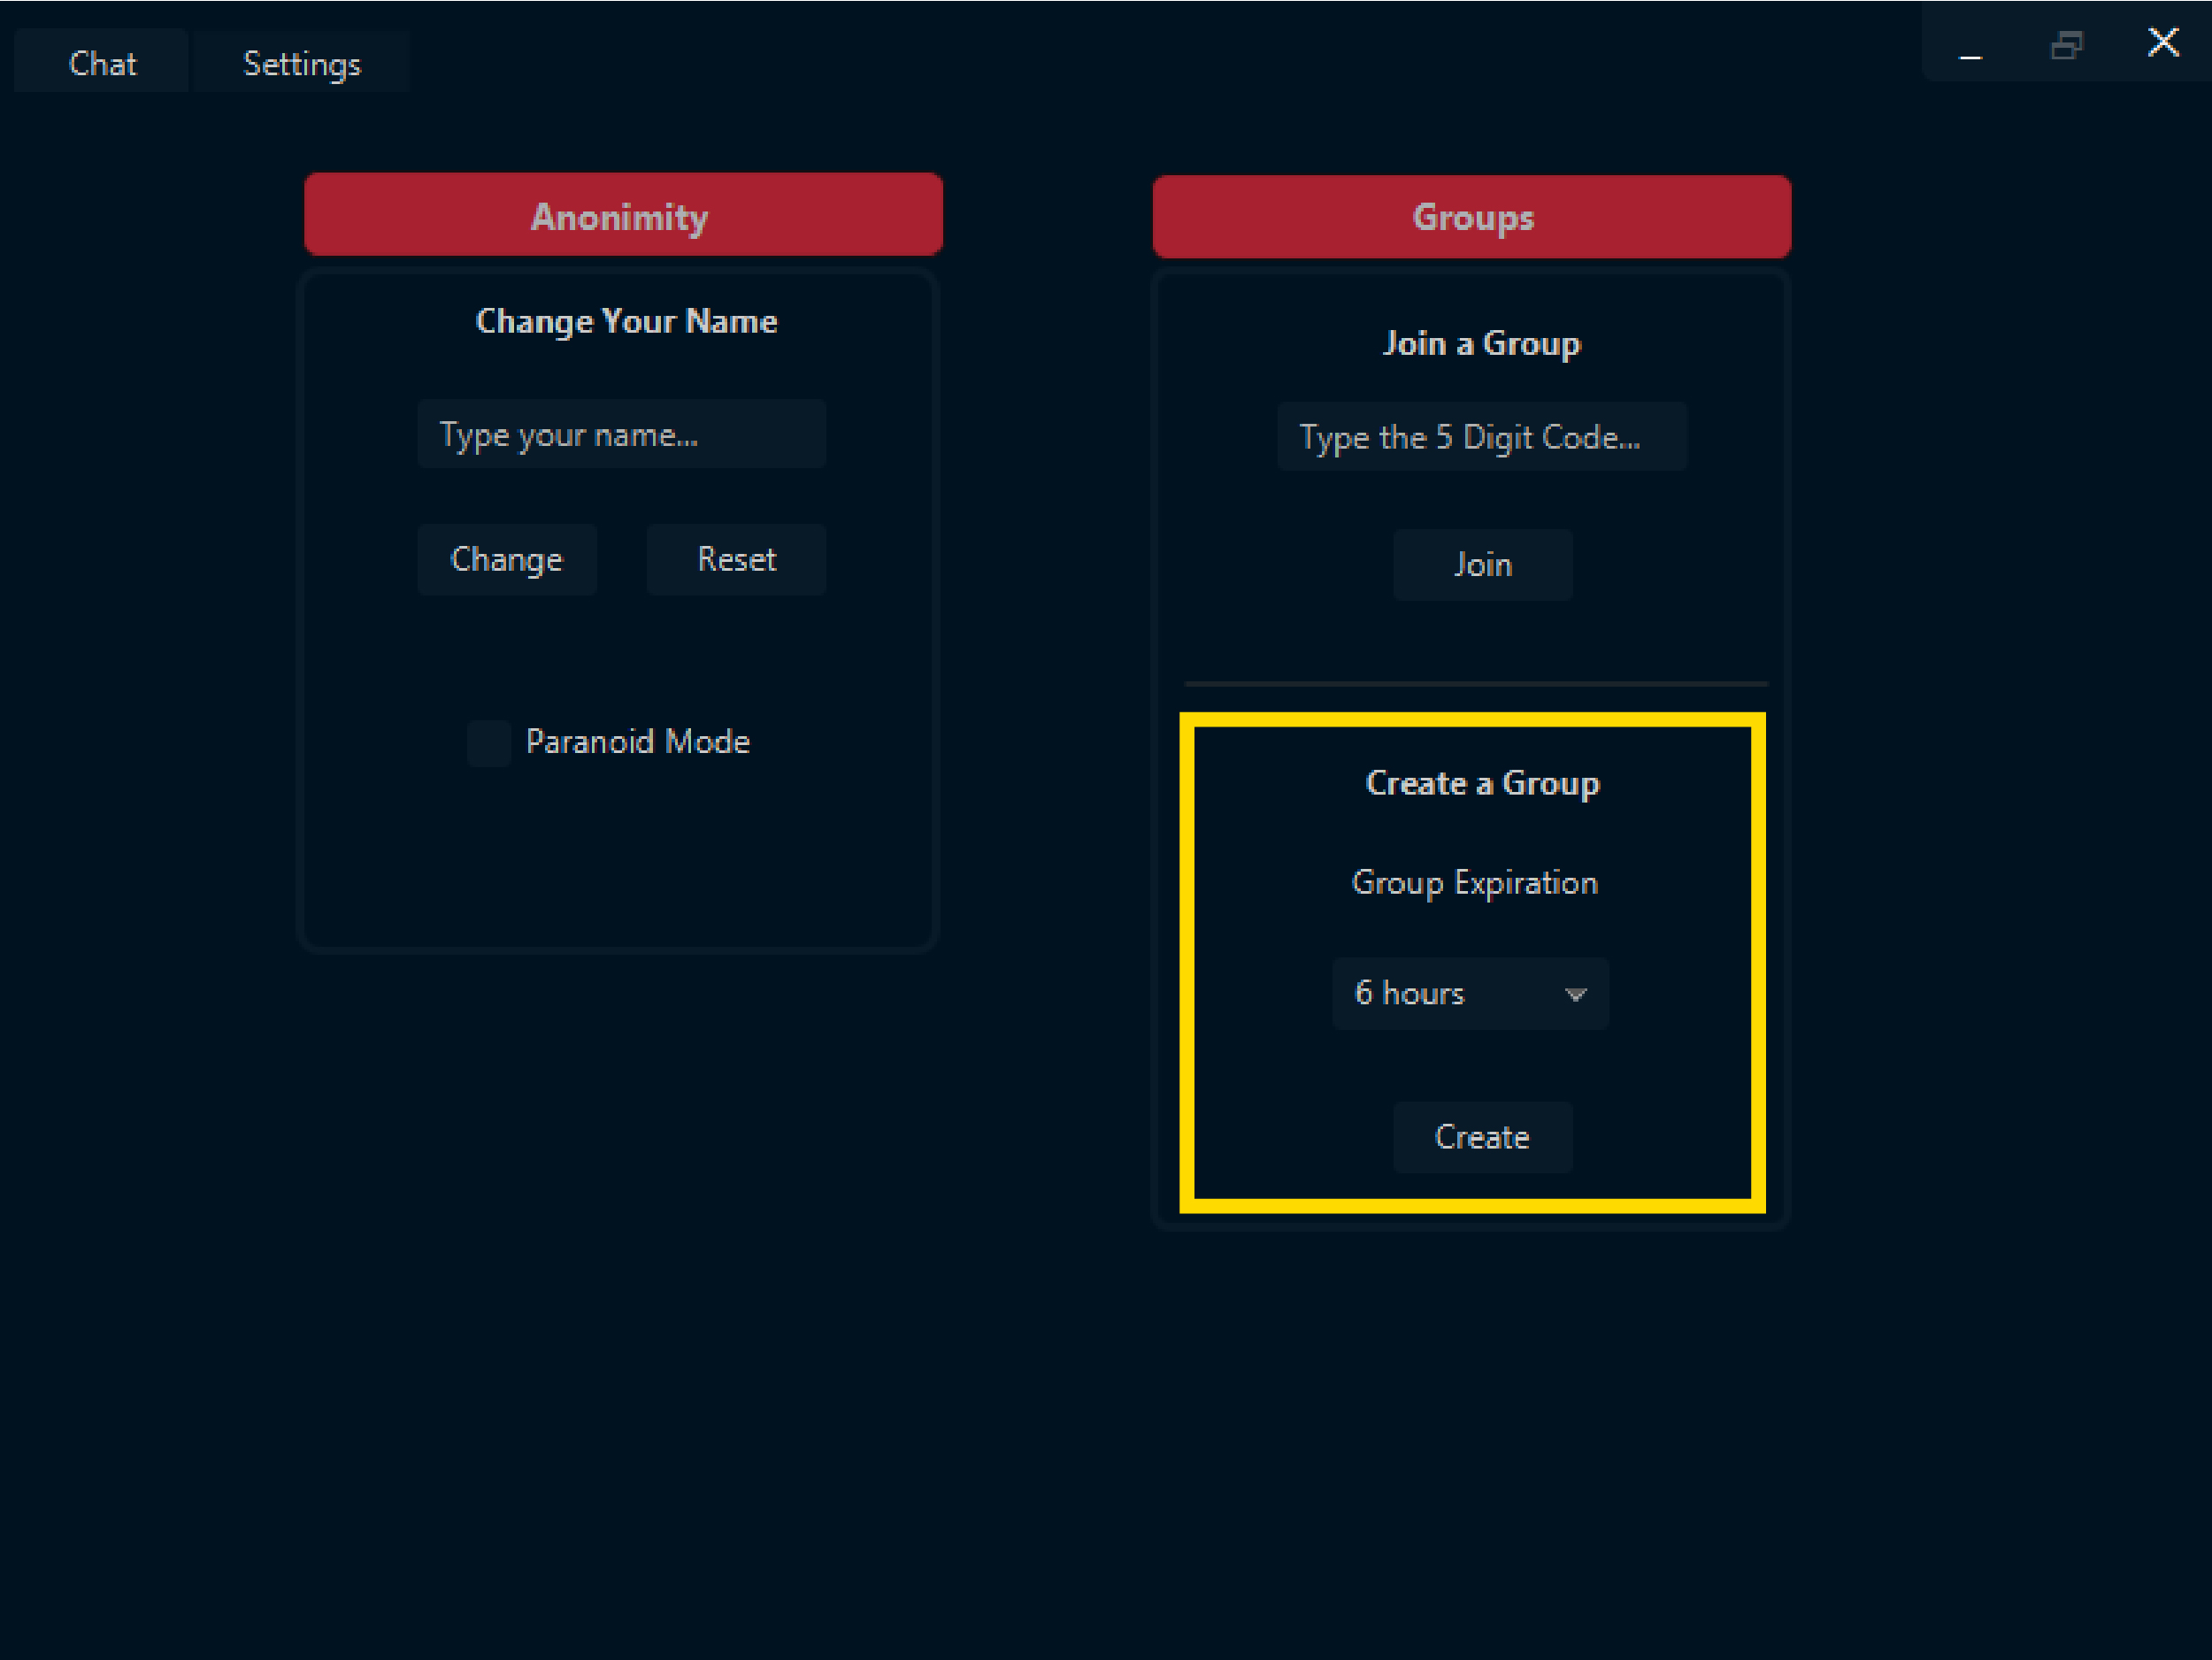 Chat
Settings
Anonimity
Change Your Name
Type your name...
Change
Reset
Paranoid Mode
Groups
Join a Group
Type the 5 Digit Code...
Join
Create a Group
Group Expiration
6 hours
Create